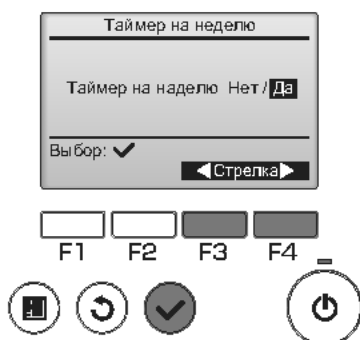 Таймер на неделю
Таймер на наделю Нет / Да
Выбор: ✔
◀Стрелка▶
F1 F2 F3 F4